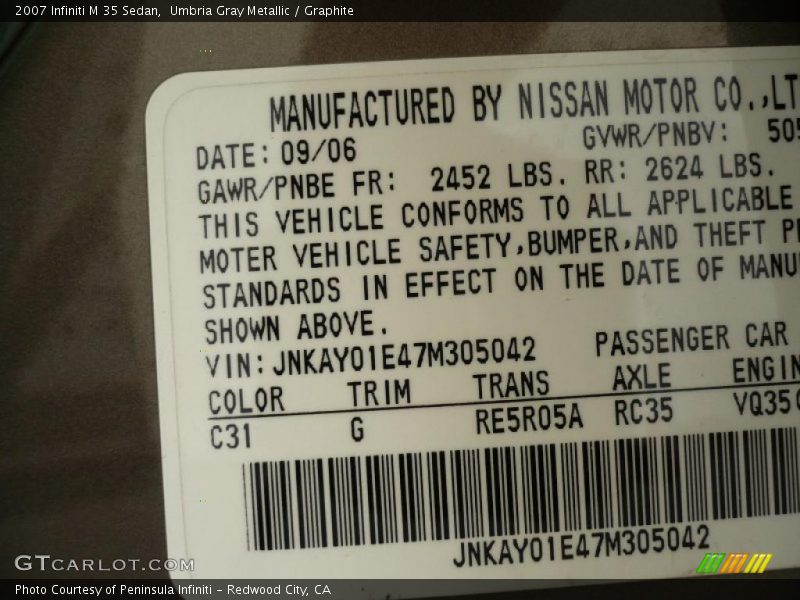 2007 Infiniti M 35 Sedan,  Umbria Gray Metallic / Graphite
MANUFACTURED BY NISSAN MOTOR CO.,LT
DATE: 09/06 GVWR/PNBV: 505
GAWR/PNBE FR: 2452 LBS. RR: 2624 LBS.
THIS VEHICLE CONFORMS TO ALL APPLICABLE
MOTER VEHICLE SAFETY,BUMPER,AND THEFT
STANDARDS IN EFFECT ON THE DATE OF MANU
SHOWN ABOVE.
VIN: JNKAY01E47M305042 PASSENGER CAR
COLOR TRIM TRANS AXLE ENGIN
C31 G RE5R05A RC35 VQ35
JNKAY01E47M305042
GTCARLOT.COM
Photo Courtesy of Peninsula Infiniti - Redwood City, CA